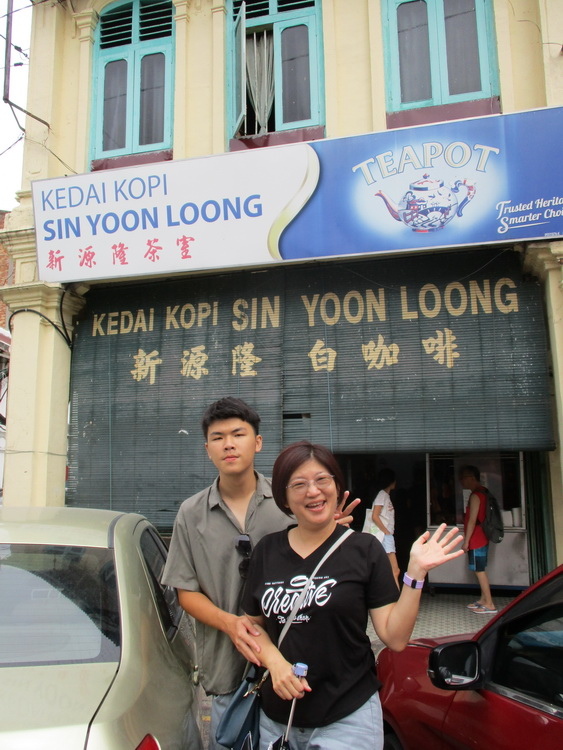 KEDAI KOPI
SIN YOON LOONG
新源隆茶室
TEAPOT
Trusted Herita
Smarter Cho
KEDAI KOPI SIN YOON LOONG
新源隆 白咖啡
Creative